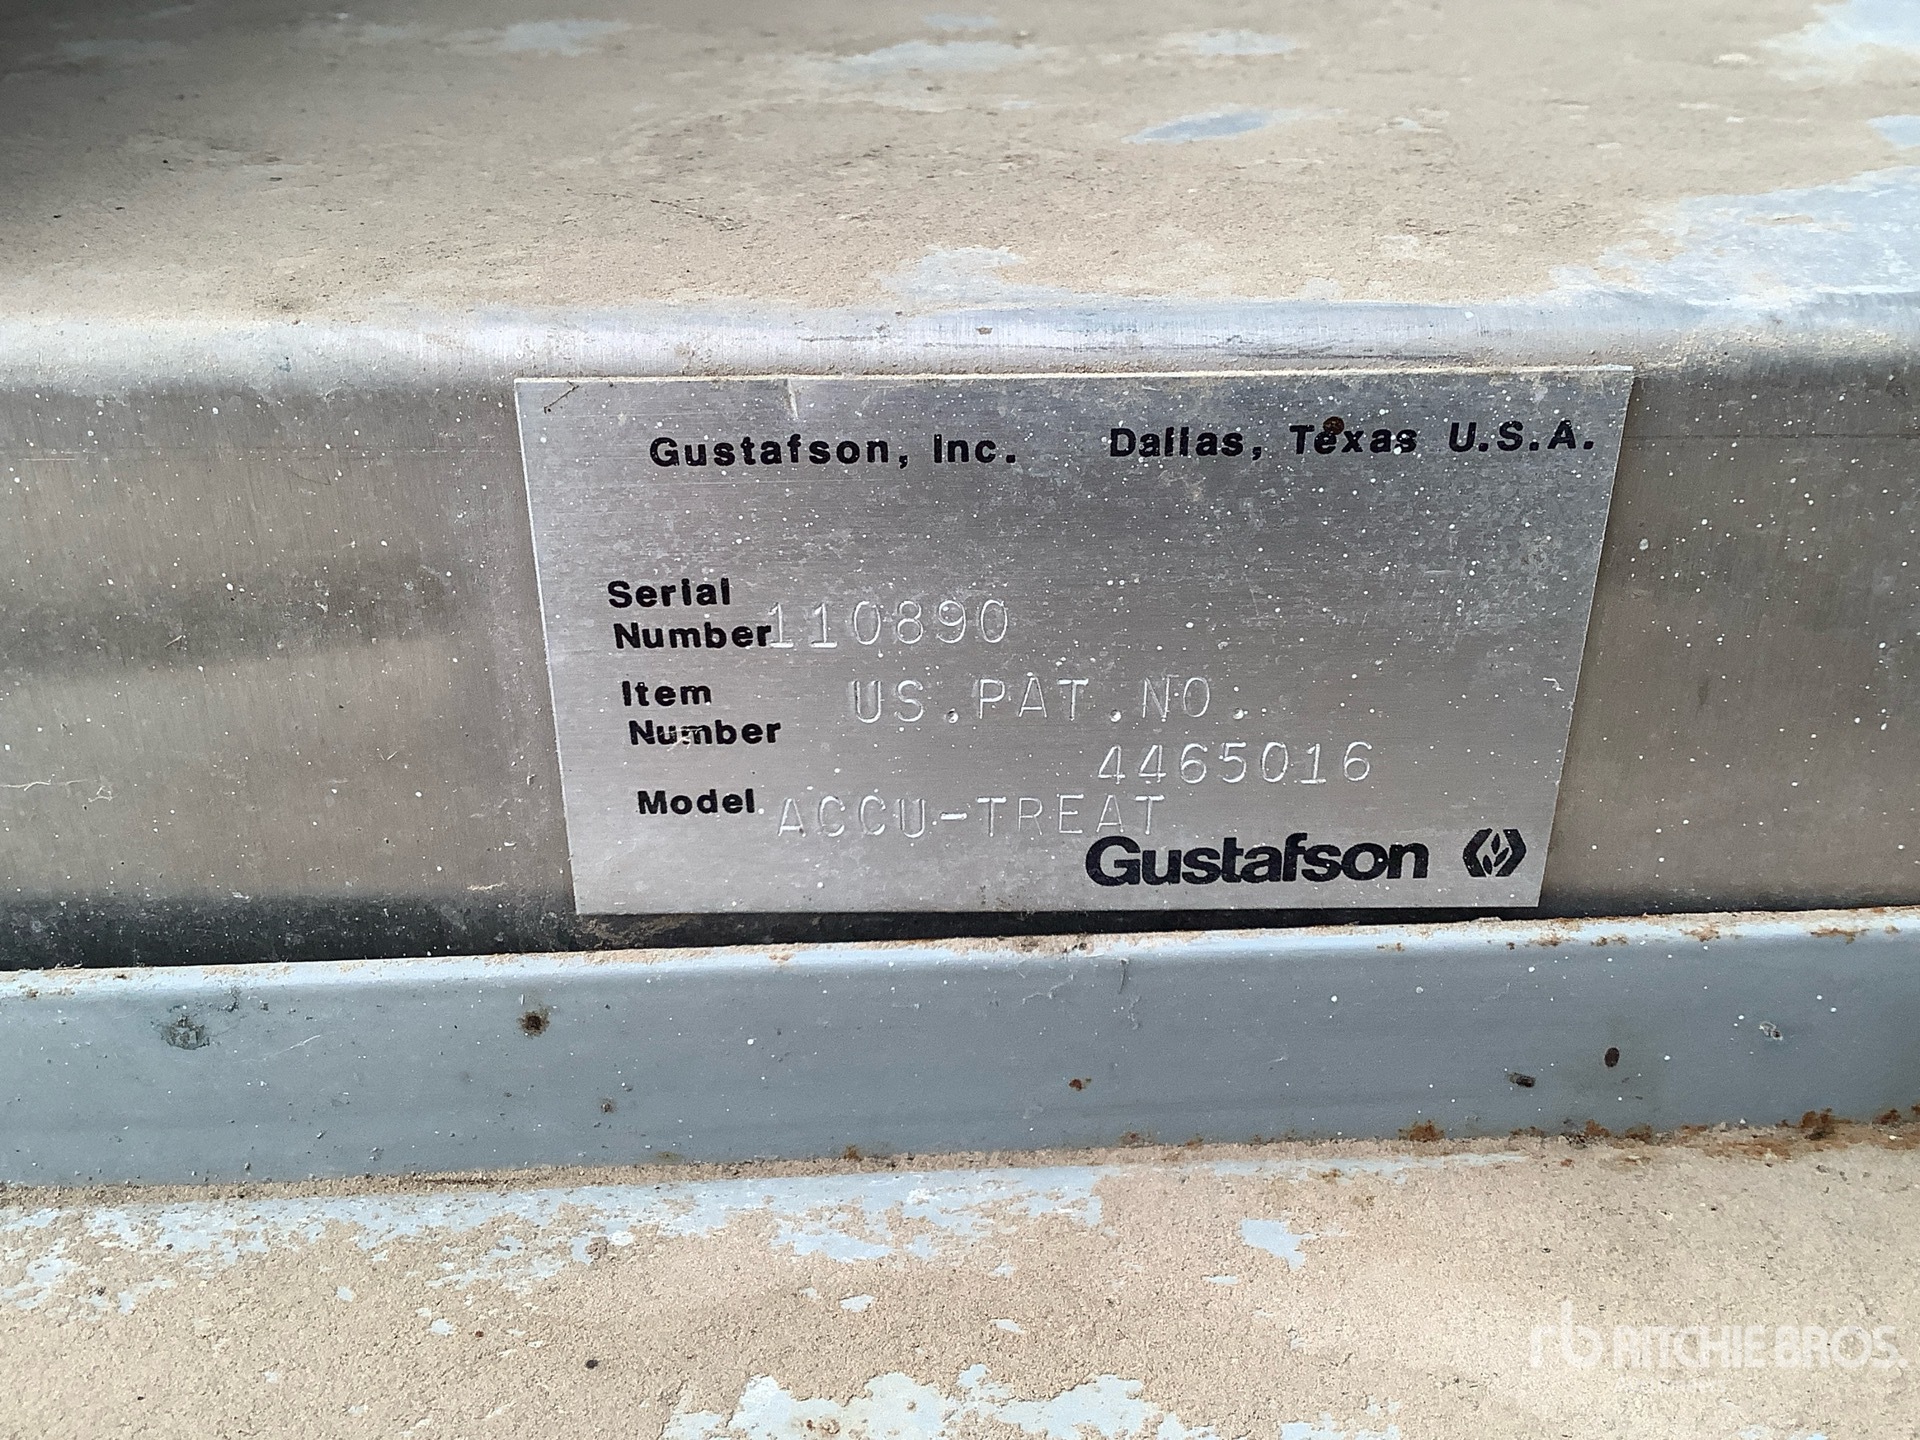 Gustafson, Inc. Dallas, Texas U.S.A.
Serial
Number 110890
Item US.PAT.NO.
Number
4465016
Model ACCU-TREAT
Gustafson
rb RITCHIE BROS.